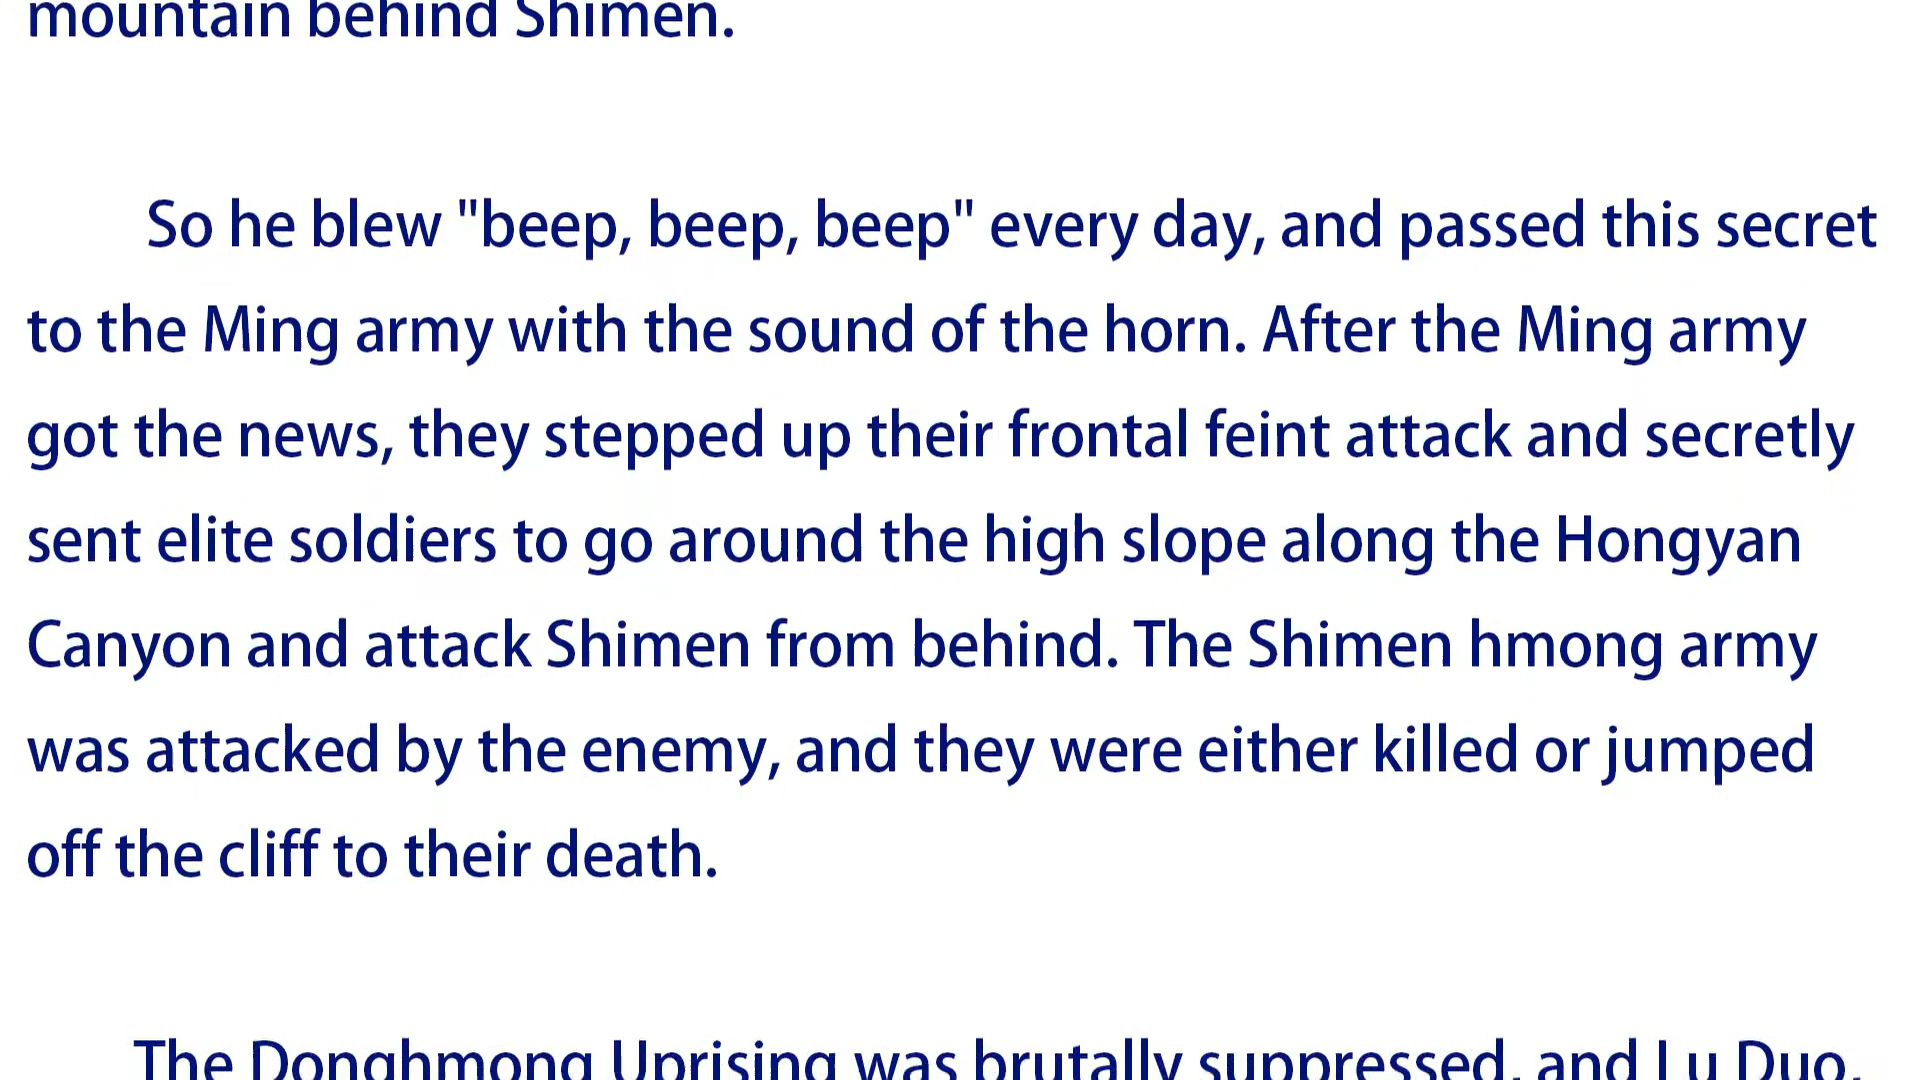 mountain behind Shimen.
So he blew "beep, beep, beep" every day, and passed this secret
to the Ming army with the sound of the horn. After the Ming army
got the news, they stepped up their frontal feint attack and secretly
sent elite soldiers to go around the high slope along the Hongyan
Canyon and attack Shimen from behind. The Shimen hmong army
was attacked by the enemy, and they were either killed or jumped
off the cliff to their death.
The Donghmong Uprising was brutally suppressed, and Lu Duo,